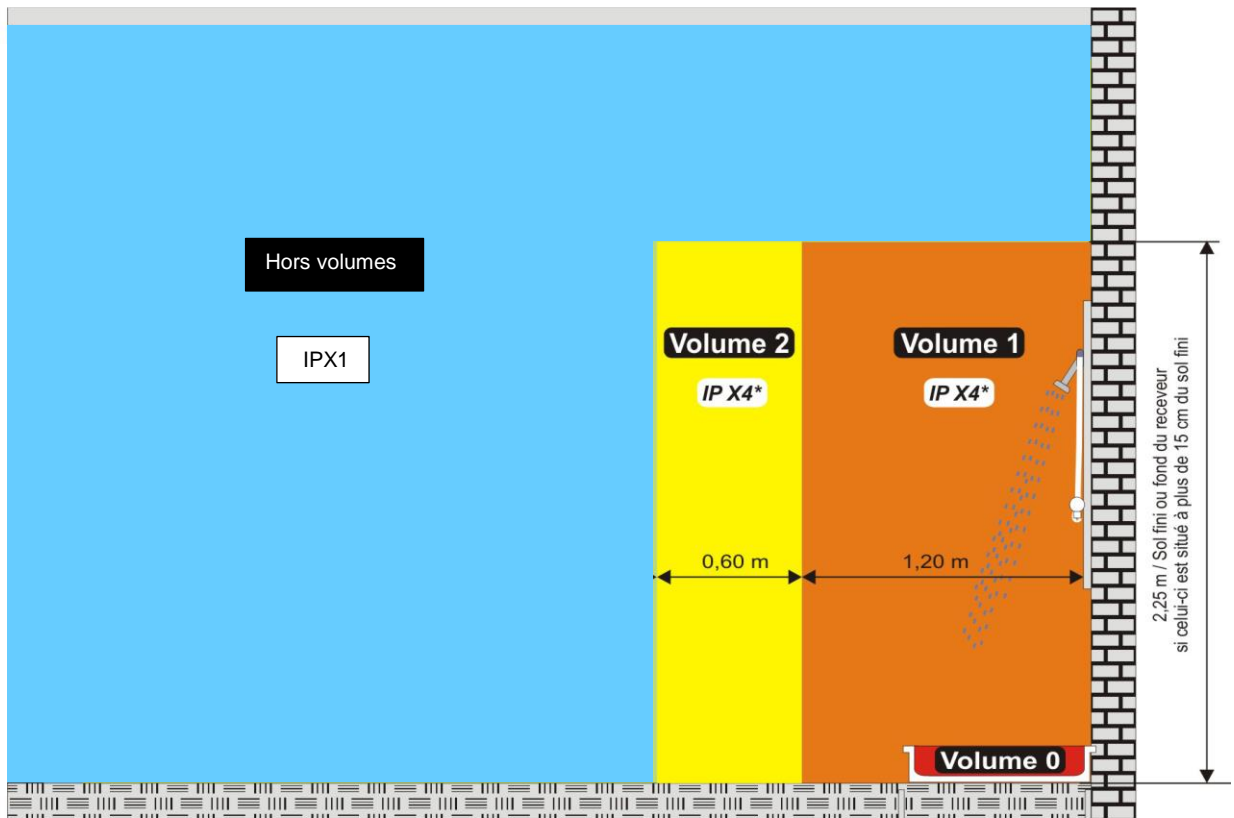 Hors volumes
IPX1
Volume 2
IP X4*
Volume 1
IP X4*
0,60 m
1,20 m
Volume 0
2,25 m / Sol fini ou fond du receveur
si celui-ci est situé à plus de 15 cm du sol fini